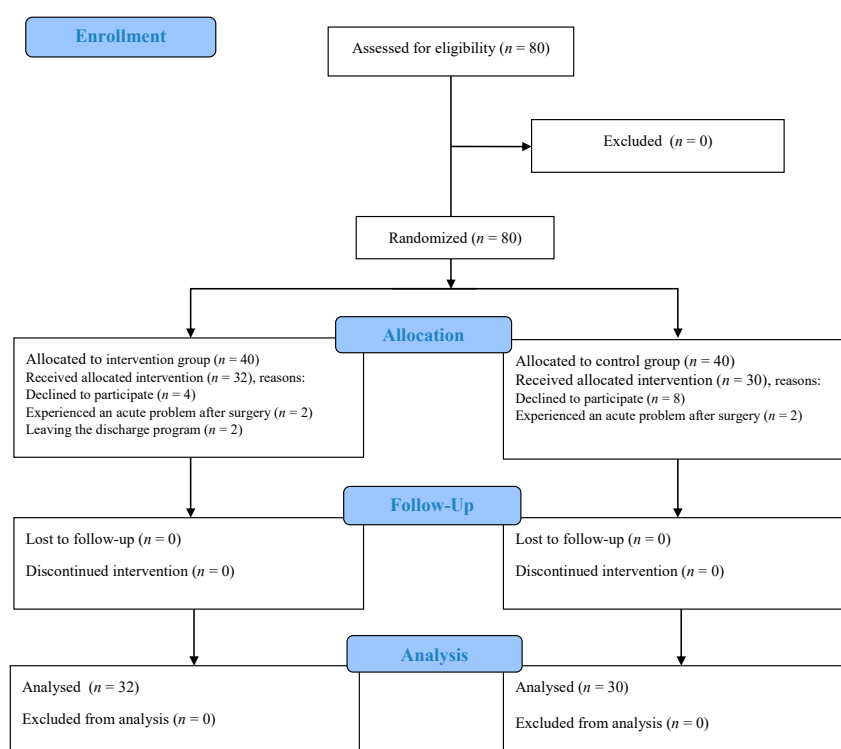 Enrollment
Assessed for eligibility (n = 80)
Excluded (n = 0)
Randomized (n = 80)
Allocation
Allocated to intervention group (n = 40)
Received allocated intervention (n = 32), reasons:
Declined to participate (n = 4)
Experienced an acute problem after surgery (n = 2)
Leaving the discharge program (n = 2)
Allocated to control group (n = 40)
Received allocated intervention (n = 30), reasons:
Declined to participate (n = 8)
Experienced an acute problem after surgery (n = 2)
Follow-Up
Lost to follow-up (n = 0)
Discontinued intervention (n = 0)
Lost to follow-up (n = 0)
Discontinued intervention (n = 0)
Analysis
Analysed (n = 32)
Excluded from analysis (n = 0)
Analysed (n = 30)
Excluded from analysis (n = 0)